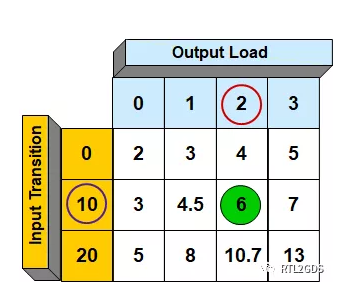 Output Load
0 1 2 3
Input Transition
0 2 3 4 5
10 3 4.5 6 7
20 5 8 10.7 13
RTL2GDS